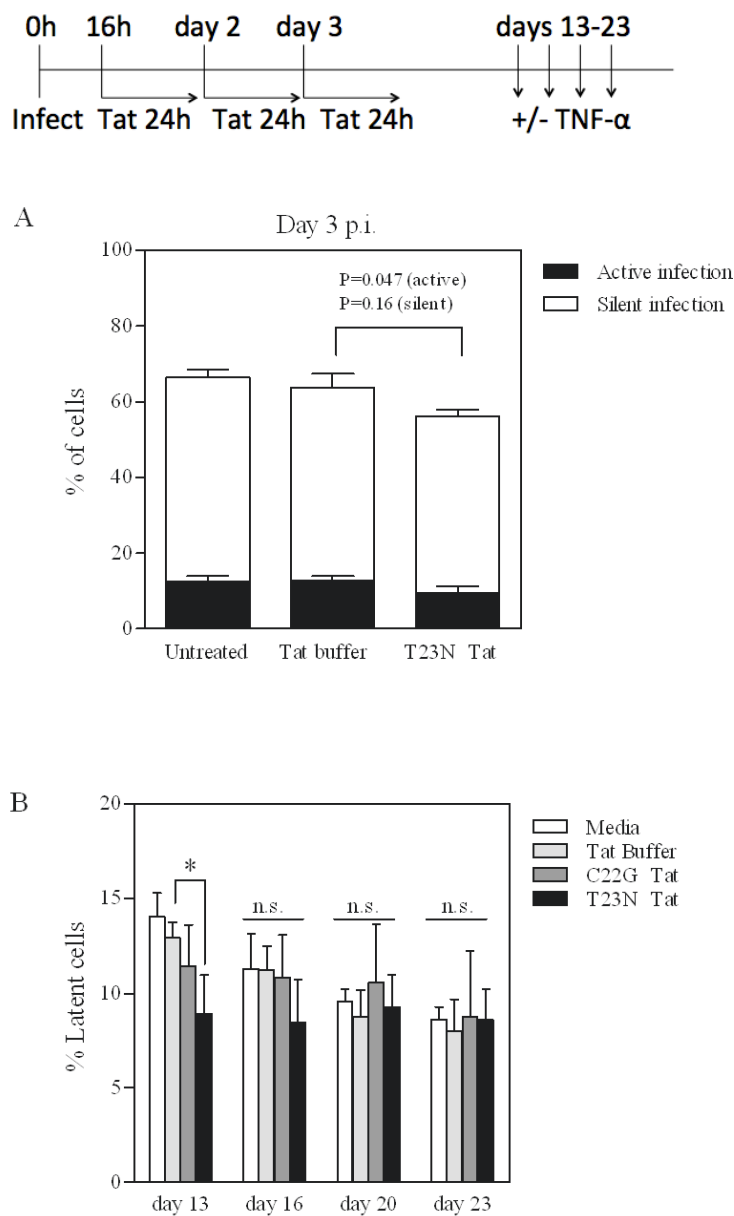 0h 16h day 2 day 3 days 13-23
Infect Tat 24h Tat 24h Tat 24h +/- TNF-α
A
Day 3 p.i.
100
80
60
40
20
0
% of cells
P=0.047 (active)
P=0.16 (silent)
Active infection
Silent infection
Untreated Tat buffer T23N Tat
B
20
15
10
5
0
% Latent cells
*
n.s. n.s. n.s.
Media
Tat Buffer
C22G Tat
T23N Tat
day 13 day 16 day 20 day 23